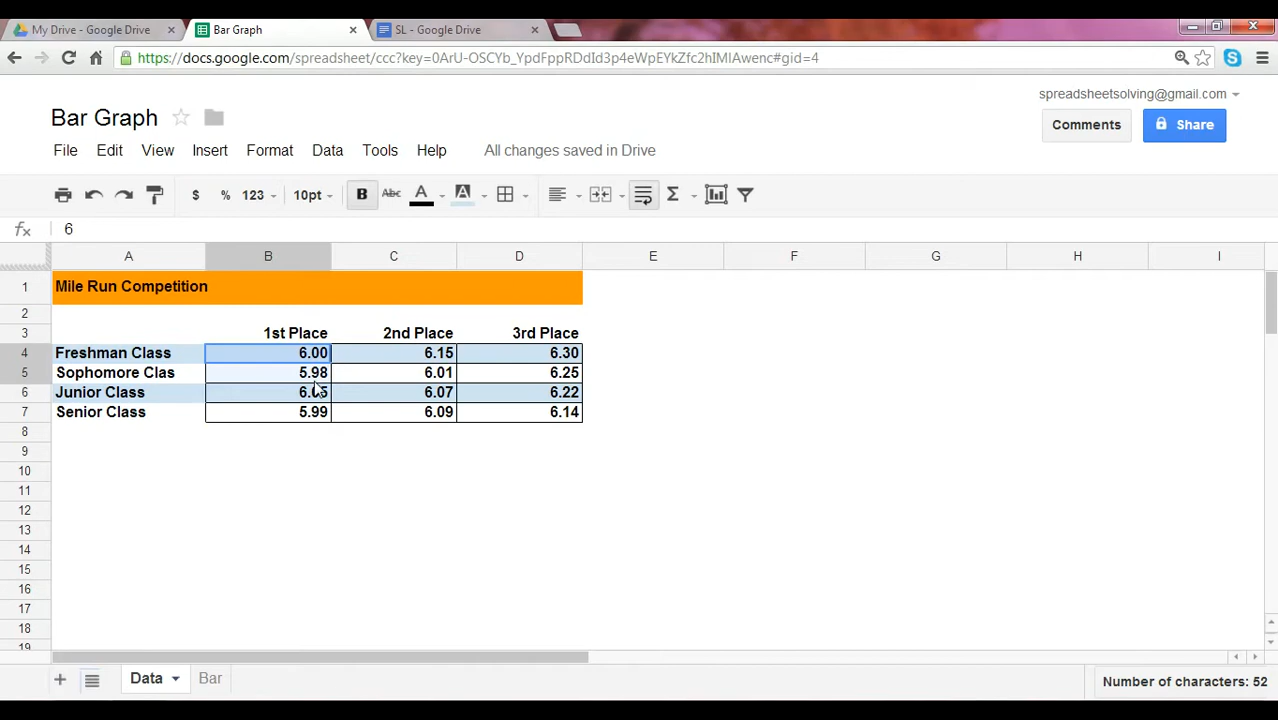 My Drive - Google Drive
Bar Graph
SL - Google Drive
https://docs.google.com/spreadsheet/ccc?key=0ArU-OSCYb_YpdFppRDdId3p4eWpEYkZfc2hIMlAwenc#gid=4
spreadsheetsolving@gmail.com
Bar Graph
Comments
Share
File Edit View Insert Format Data Tools Help All changes saved in Drive
$ % 123 10pt B Abc A A Σ
fx 6
A B C D E F G H I
1 Mile Run Competition
2
3 1st Place 2nd Place 3rd Place
4 Freshman Class 6.00 6.15 6.30
5 Sophomore Clas 5.98 6.01 6.25
6 Junior Class 6.07 6.22
7 Senior Class 5.99 6.09 6.14
8
9
10
11
12
13
14
15
16
17
18
19
Data Bar
Number of characters: 52